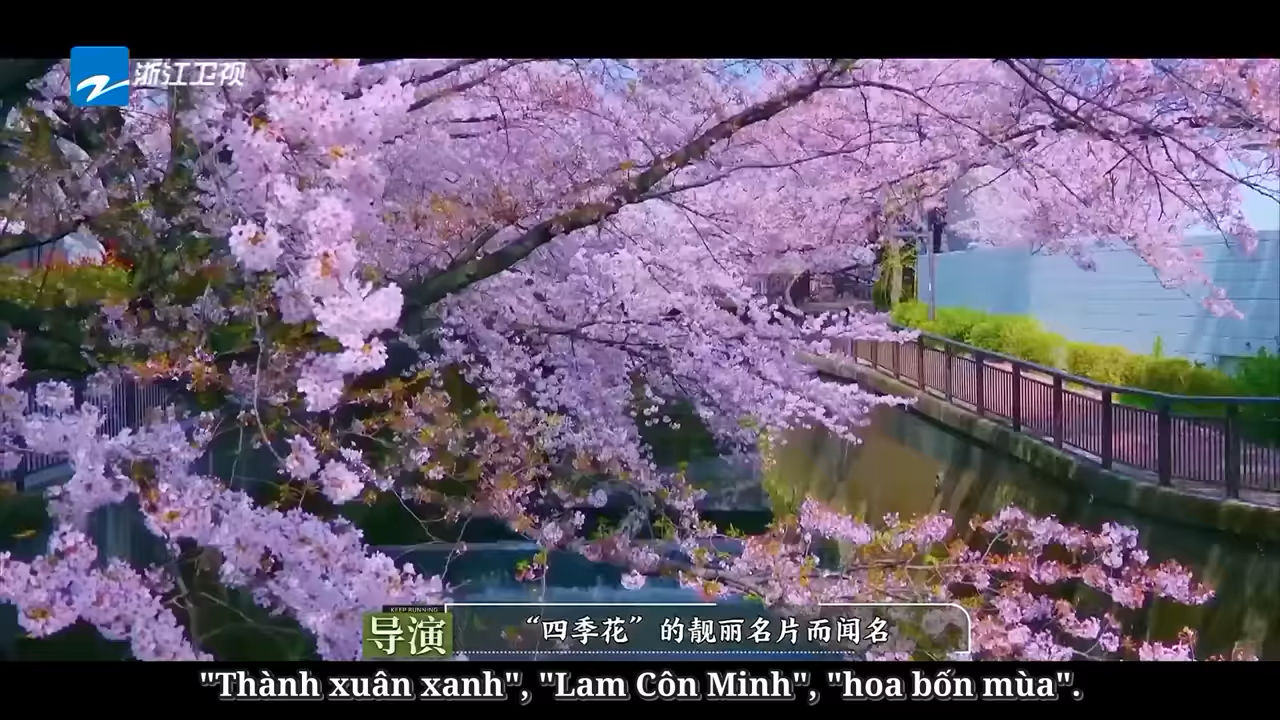 浙江卫视
KEEP RUNNING
导演
“四季花”的靓丽名片而闻名
"Thành xuân xanh", "Lam Côn Minh", "hoa bốn mùa".